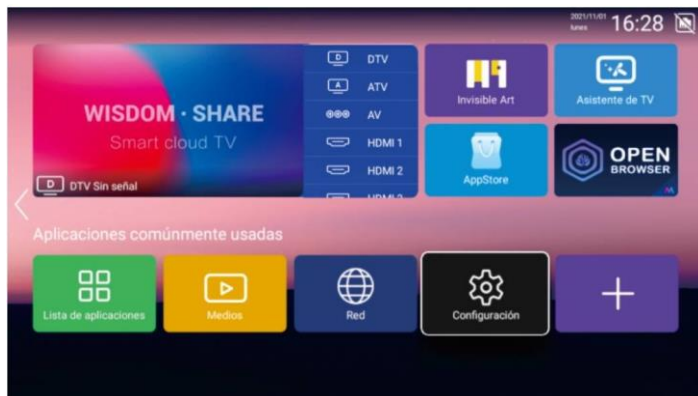 2021/11/01
lunes
16:28
WISDOM · SHARE
Smart cloud TV
D
DTV Sin señal
D
DTV
A
ATV
AV
HDMI 1
HDMI 2
HDMI 3
Invisible Art
Asistente de TV
AppStore
OPEN
BROWSER
Aplicaciones comúnmente usadas
Lista de aplicaciones
Medios
Red
Configuración